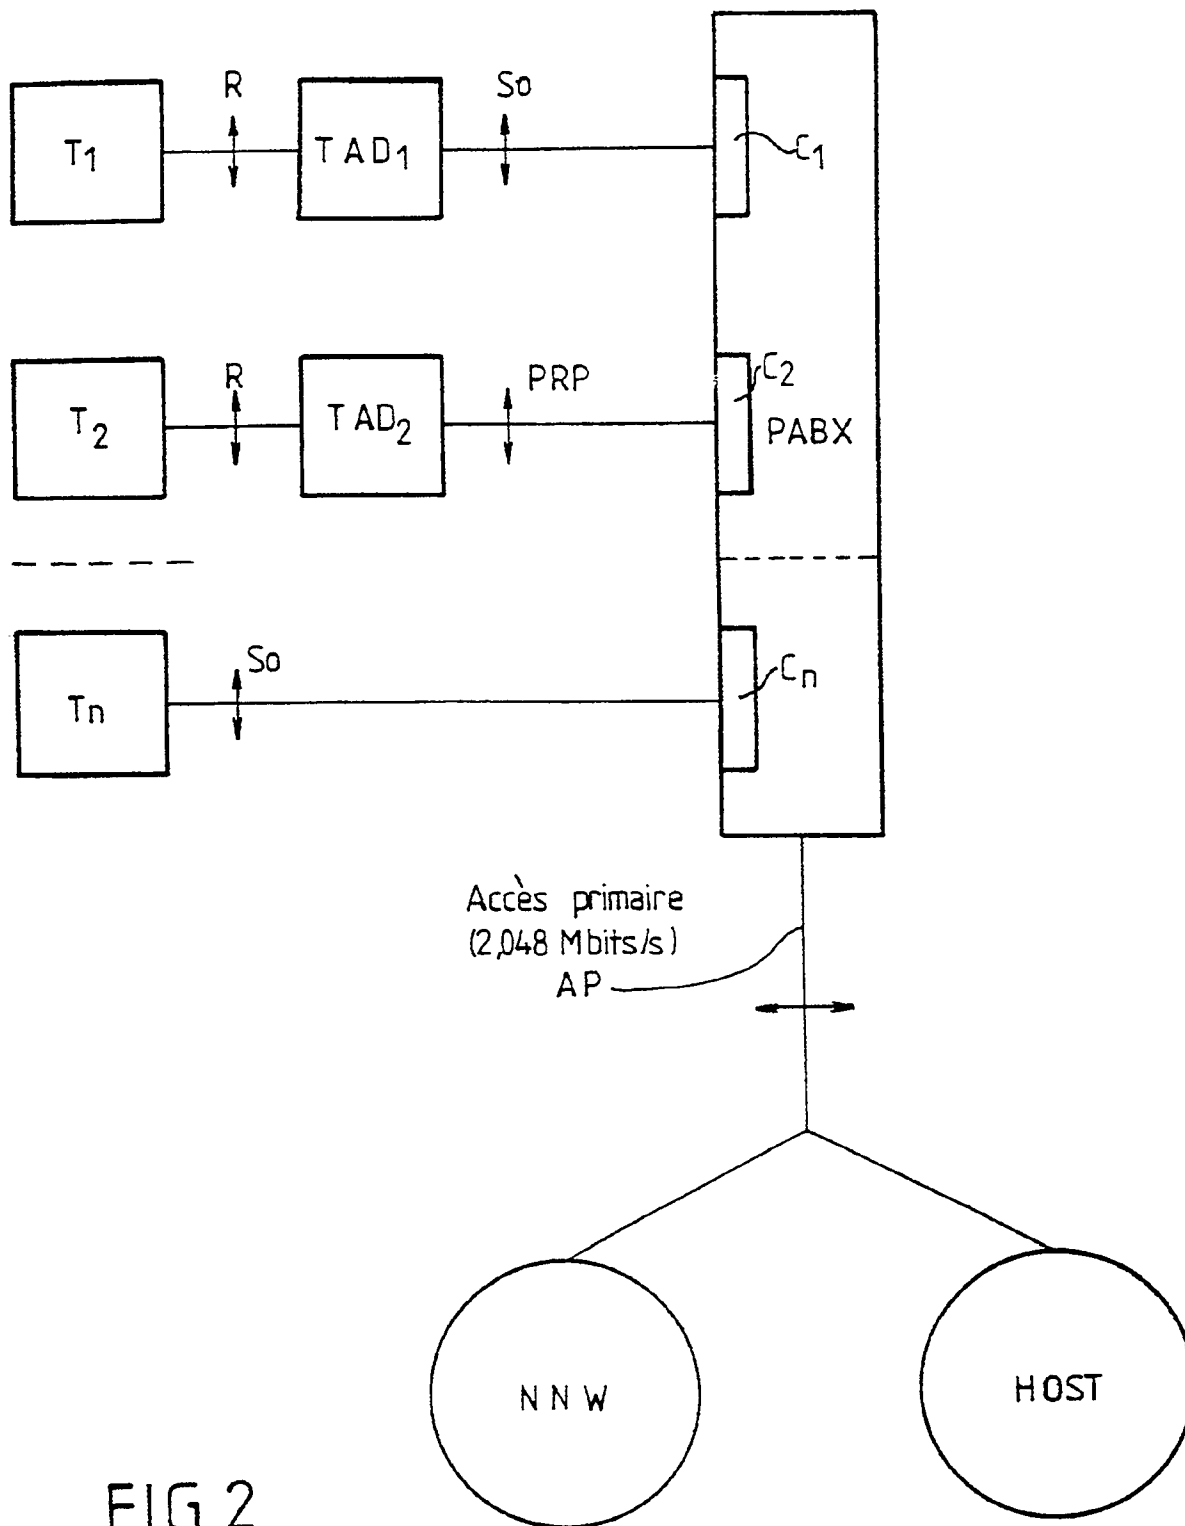 R
So
T1
TAD1
C1
R
PRP
T2
TAD2
C2
PABX
So
Tn
Cn
Accès primaire
(2,048 Mbits/s)
AP
NNW
HOST
FIG.2